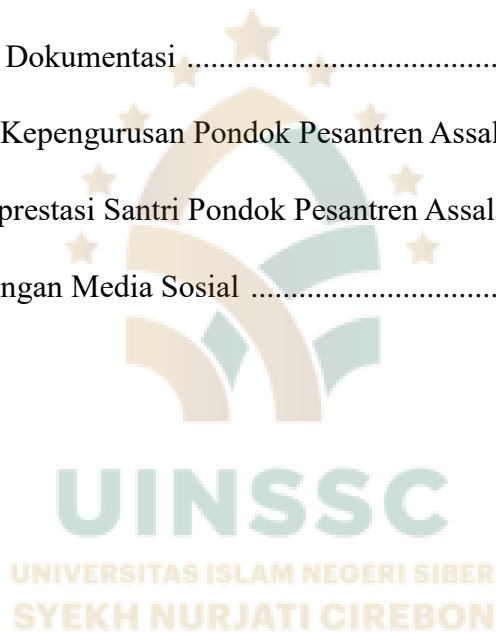 Dokumentasi ....................................
Kepengurusan Pondok Pesantren Assal
prestasi Santri Pondok Pesantren Assal
ngan Media Sosial ............................
UINSSC
UNIVERSITAS ISLAM NEGERI SIBER
SYEKH NURJATI CIREBON